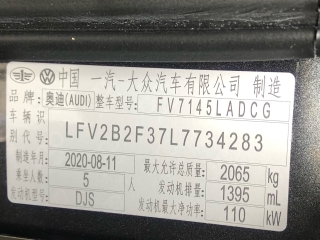 中国 一汽-大众汽车有限公司 制造
品牌:奥迪(AUDI) 整车型号:FV7145LADCG
车辆识别代号: LFV2B2F37L7734283
制造年月 2020-08-11 最大允许总质量 2065 kg
乘坐人数 5 发动机排量 1395 mL
发动机型号 DJS 发动机最大净功率 110 kW